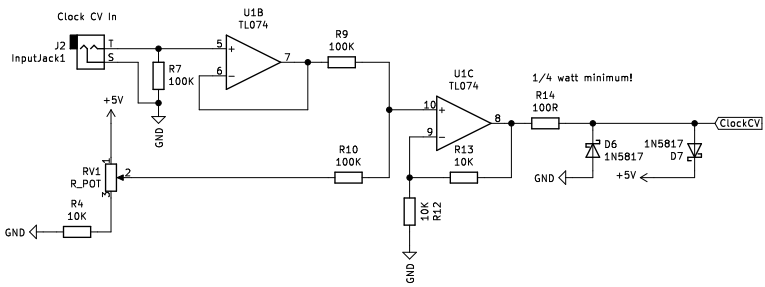 Clock CV In
J2
InputJack1
T
S
R7
100K
GND
U1B
TL074
5
+
6
-
7
R9
100K
U1C
TL074
10
+
9
-
8
1/4 watt minimum!
R14
100R
ClockCV
D6
1N5817
GND
1N5817
D7
+5V
R13
10K
10K
R12
GND
R10
100K
+5V
RV1
R_POT
1
2
3
R4
10K
GND